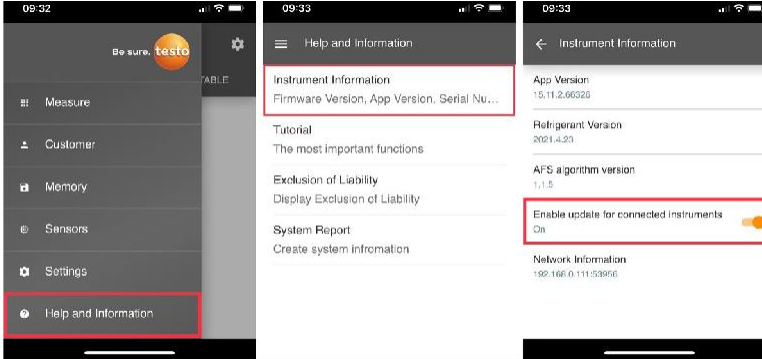 09:32
Be sure. testo
TABLE
Measure
Customer
Memory
Sensors
Settings
Help and Information
09:33
Help and Information
Instrument Information
Firmware Version, App Version, Serial Nu...
Tutorial
The most important functions
Exclusion of Liability
Display Exclusion of Liability
System Report
Create system infromation
09:33
Instrument Information
App Version
15.11.2.66326
Refrigerant Version
2021.4.23
AFS algorithm version
1.1.5
Enable update for connected instruments
On
Network Information
192.168.0.111:53956